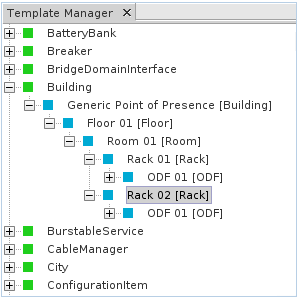 Template Manager
BatteryBank
Breaker
BridgeDomainInterface
Building
Generic Point of Presence [Building]
Floor 01 [Floor]
Room 01 [Room]
Rack 01 [Rack]
ODF 01 [ODF]
Rack 02 [Rack]
ODF 01 [ODF]
BurstableService
CableManager
City
ConfigurationItem